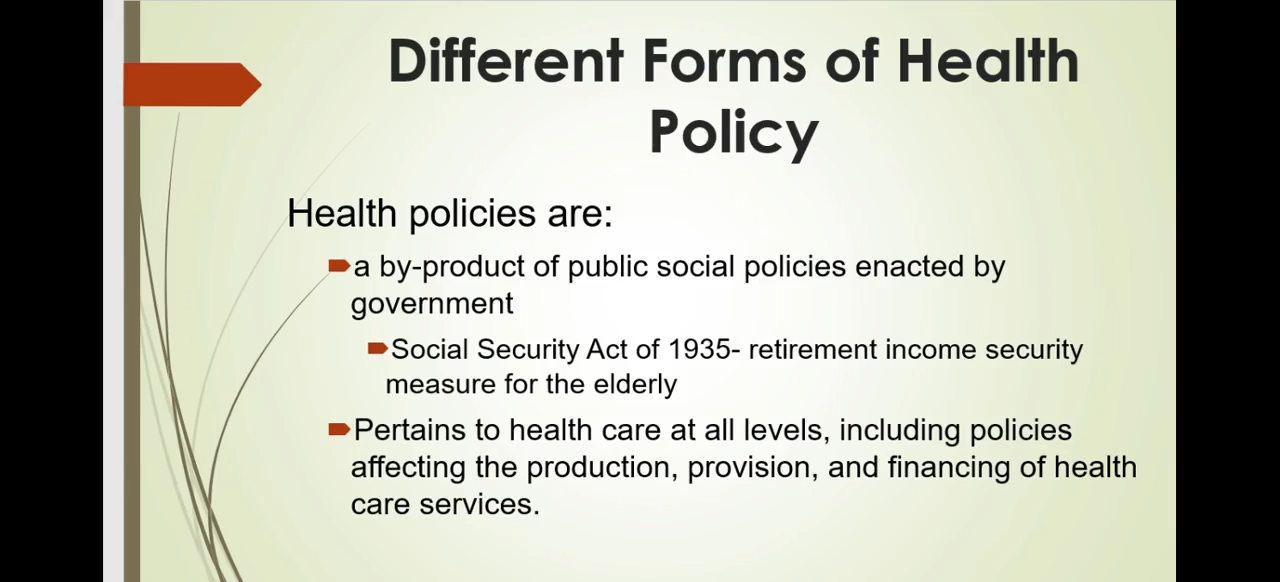 Different Forms of Health
Policy
Health policies are:
a by-product of public social policies enacted by
government
Social Security Act of 1935- retirement income security
measure for the elderly
Pertains to health care at all levels, including policies
affecting the production, provision, and financing of health
care services.